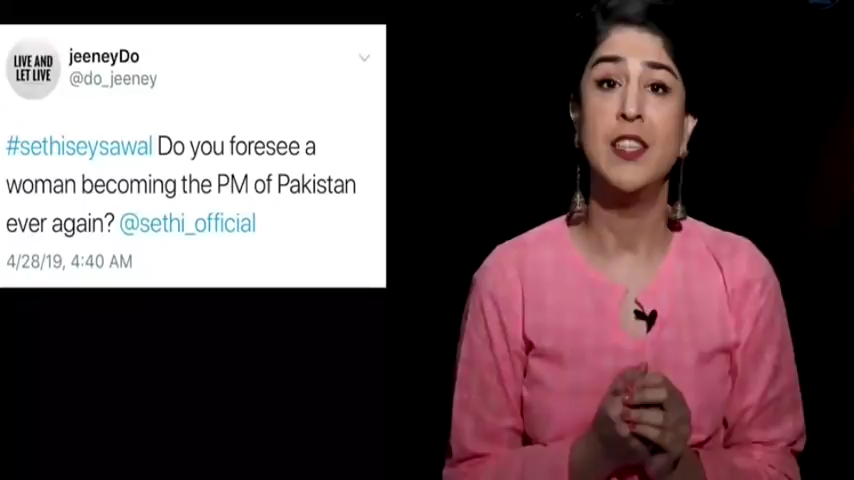 LIVE AND
LET LIVE
jeeneyDo
@do_jeeney
#sethiseysawal Do you foresee a
woman becoming the PM of Pakistan
ever again? @sethi_official
4/28/19, 4:40 AM